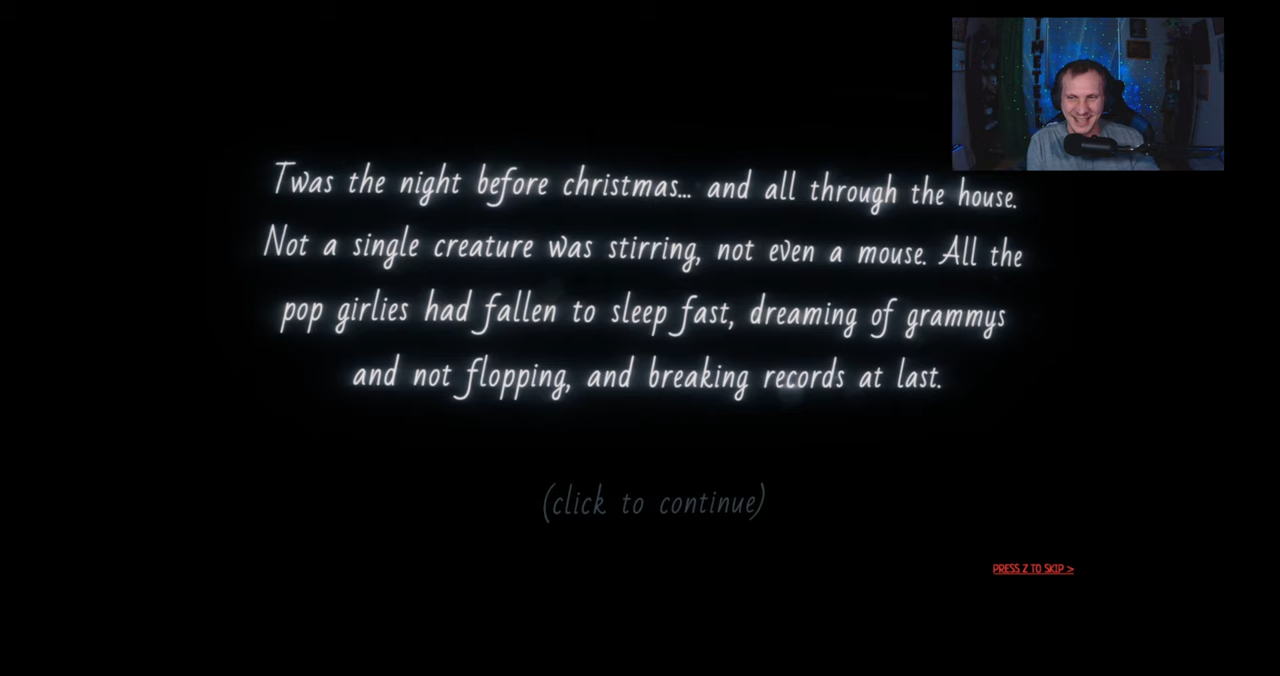 Twas the night before christmas... and all through the house.
Not a single creature was stirring, not even a mouse. All the
pop girlies had fallen to sleep fast, dreaming of grammys
and not flopping, and breaking records at last.
(click to continue)
PRESS Z TO SKIP >